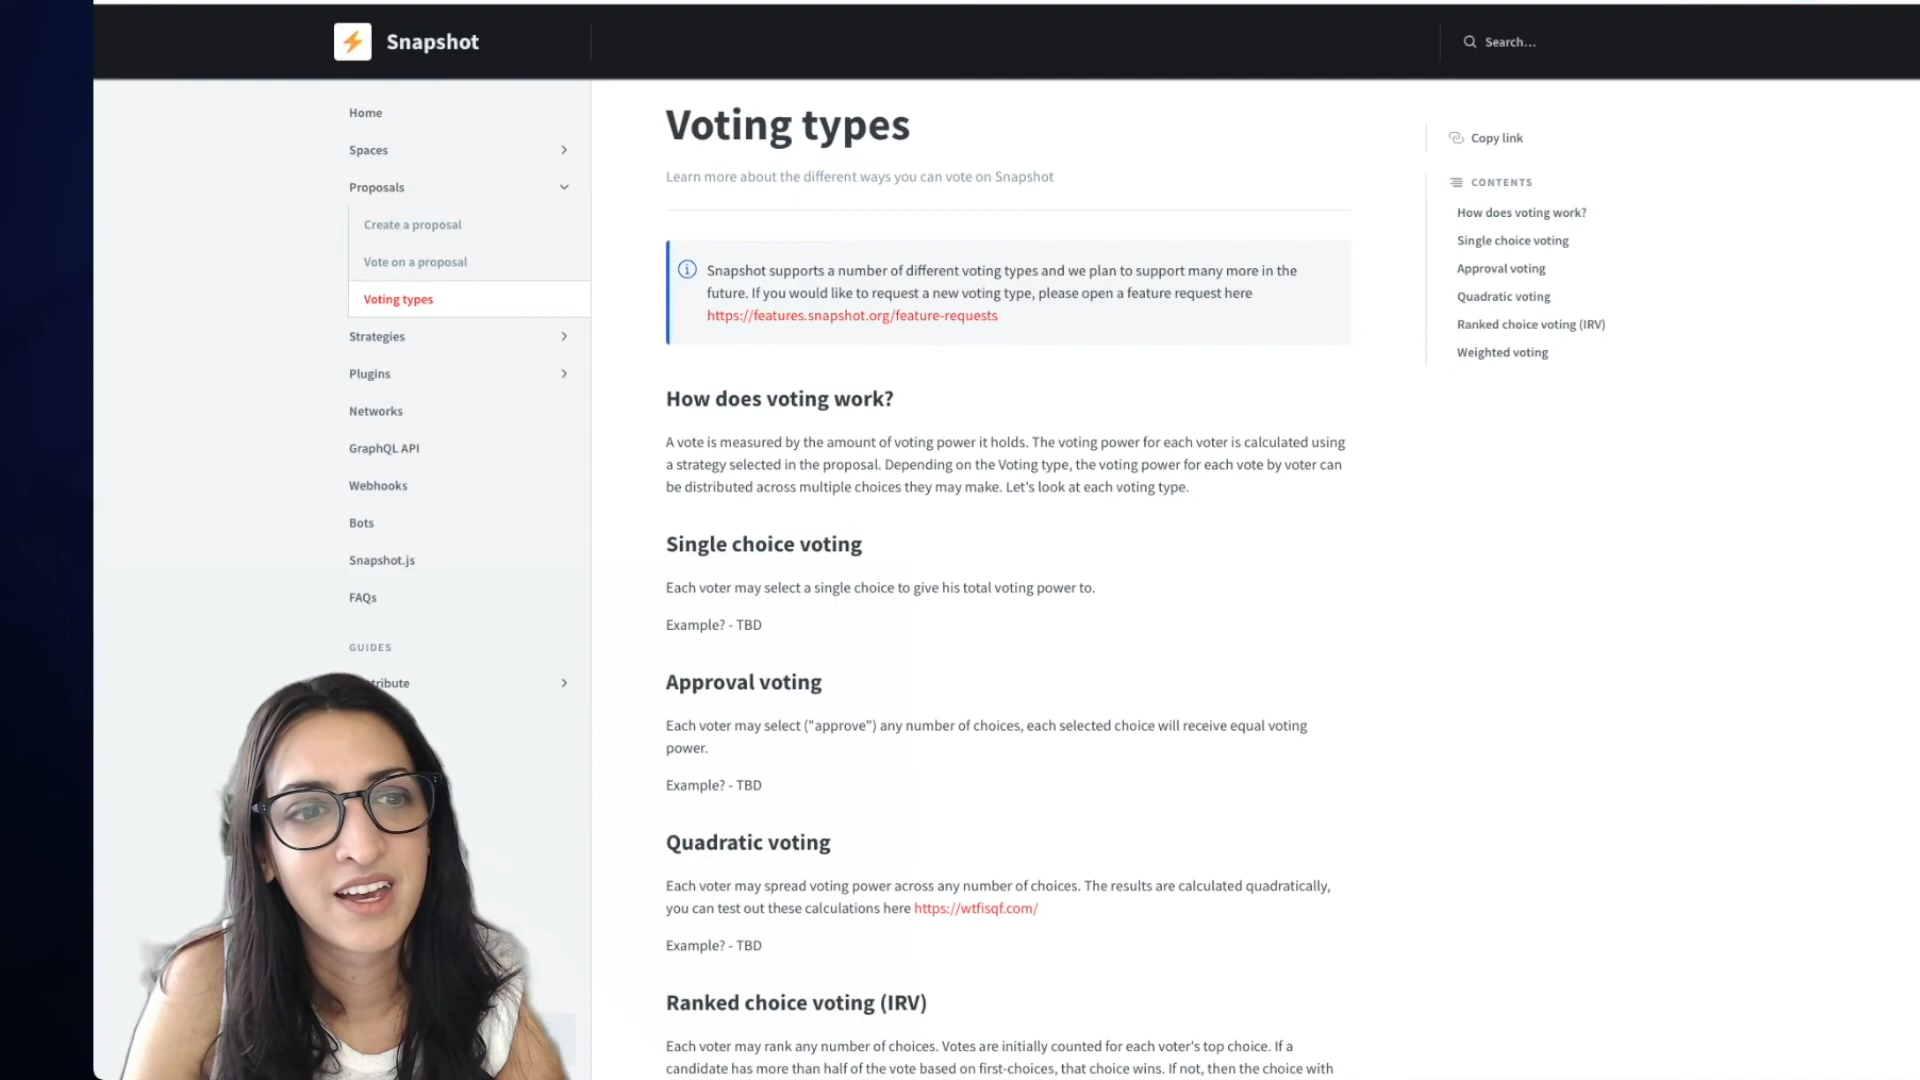 Snapshot
Search...
Home
Spaces
Proposals
Create a proposal
Vote on a proposal
Voting types
Strategies
Plugins
Networks
GraphQL API
Webhooks
Bots
Snapshot.js
FAQs
GUIDES
tribute
Voting types
Learn more about the different ways you can vote on Snapshot
Snapshot supports a number of different voting types and we plan to support many more in the
future. If you would like to request a new voting type, please open a feature request here
https://features.snapshot.org/feature-requests
How does voting work?
A vote is measured by the amount of voting power it holds. The voting power for each voter is calculated using
a strategy selected in the proposal. Depending on the Voting type, the voting power for each vote by voter can
be distributed across multiple choices they may make. Let's look at each voting type.
Single choice voting
Each voter may select a single choice to give his total voting power to.
Example? - TBD
Approval voting
Each voter may select ("approve") any number of choices, each selected choice will receive equal voting
power.
Example? - TBD
Quadratic voting
Each voter may spread voting power across any number of choices. The results are calculated quadratically,
you can test out these calculations here https://wtfisqf.com/
Example? - TBD
Ranked choice voting (IRV)
Each voter may rank any number of choices. Votes are initially counted for each voter's top choice. If a
candidate has more than half of the vote based on first-choices, that choice wins. If not, then the choice with
Copy link
CONTENTS
How does voting work?
Single choice voting
Approval voting
Quadratic voting
Ranked choice voting (IRV)
Weighted voting